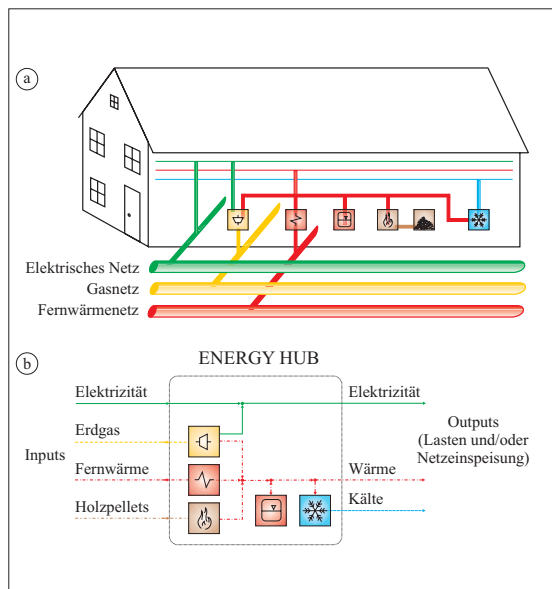 a
Elektrisches Netz
Gasnetz
Fernwärmenetz
b
ENERGY HUB
Elektrizität
Elektrizität
Erdgas
Outputs
(Lasten und/oder
Netzeinspeisung)
Inputs
Fernwärme
Wärme
Holzpellets
Kälte